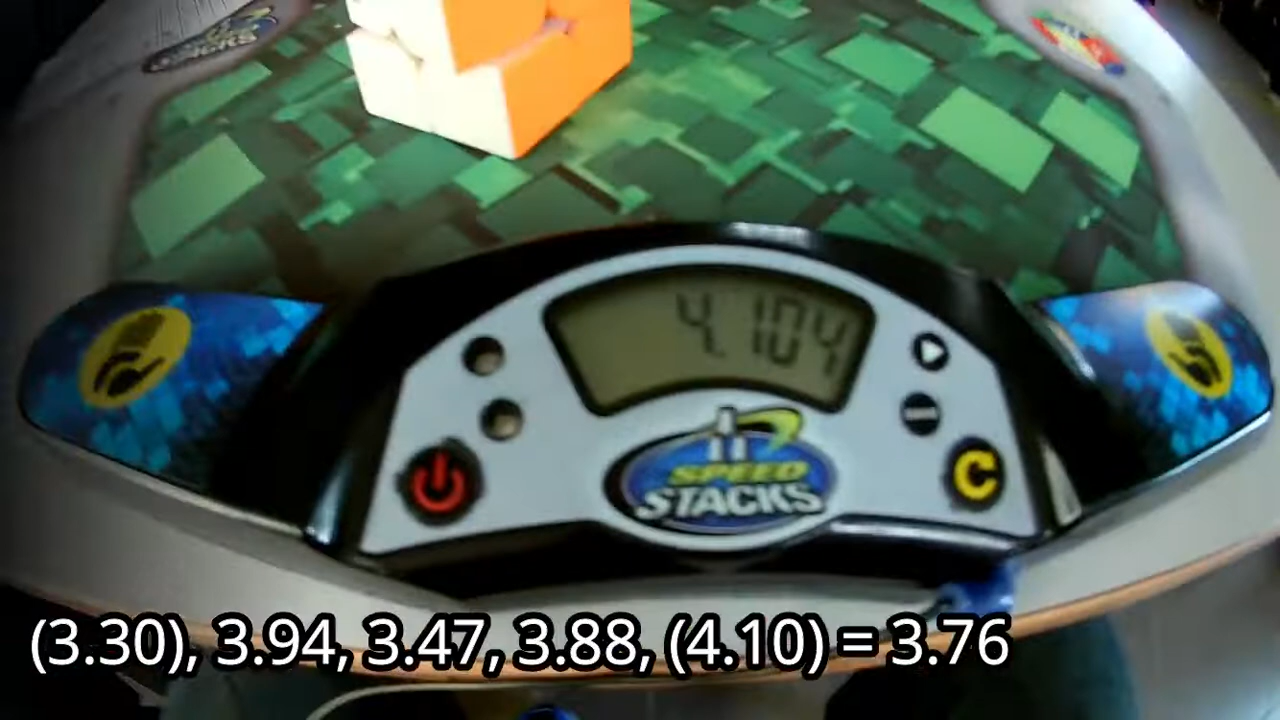 4.104
SPEED
STACKS
(3.30), 3.94, 3.47, 3.88, (4.10) = 3.76